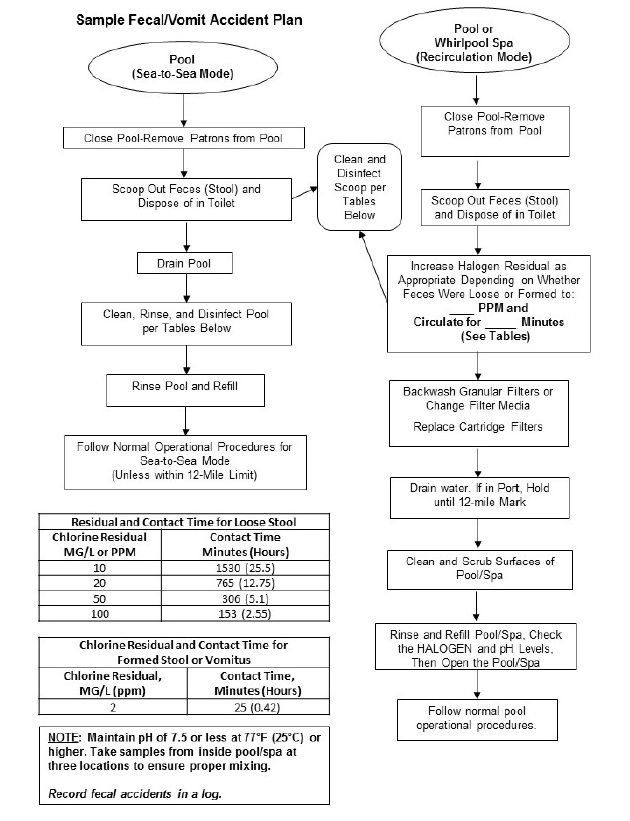 Sample Fecal/Vomit Accident Plan
Pool
(Sea-to-Sea Mode)
Close Pool-Remove Patrons from Pool
Scoop Out Feces (Stool) and
Dispose of in Toilet
Clean and
Disinfect
Scoop per
Tables
Below
Drain Pool
Clean, Rinse, and Disinfect Pool
per Tables Below
Rinse Pool and Refill
Follow Normal Operational Procedures for
Sea-to-Sea Mode
(Unless within 12-Mile Limit)
Pool or
Whirlpool Spa
(Recirculation Mode)
Close Pool-Remove
Patrons from Pool
Scoop Out Feces (Stool)
and Dispose of in Toilet
Increase Halogen Residual as
Appropriate Depending on Whether
Feces Were Loose or Formed to:
____ PPM and
Circulate for _____ Minutes
(See Tables)
Backwash Granular Filters or
Change Filter Media
Replace Cartridge Filters
Drain water. If in Port, Hold
until 12-mile Mark
Clean and Scrub Surfaces of
Pool/Spa
Rinse and Refill Pool/Spa, Check
the HALOGEN and pH Levels,
Then Open the Pool/Spa
Follow normal pool
operational procedures.
Residual and Contact Time for Loose Stool
Chlorine Residual Contact Time
MG/L or PPM Minutes (Hours)
10 1530 (25.5)
20 765 (12.75)
50 306 (5.1)
100 153 (2.55)
Chlorine Residual and Contact Time for
Formed Stool or Vomitus
Chlorine Residual, Contact Time,
MG/L (ppm) Minutes (Hours)
2 25 (0.42)
NOTE: Maintain pH of 7.5 or less at 77°F (25°C) or
higher. Take samples from inside pool/spa at
three locations to ensure proper mixing.
Record fecal accidents in a log.